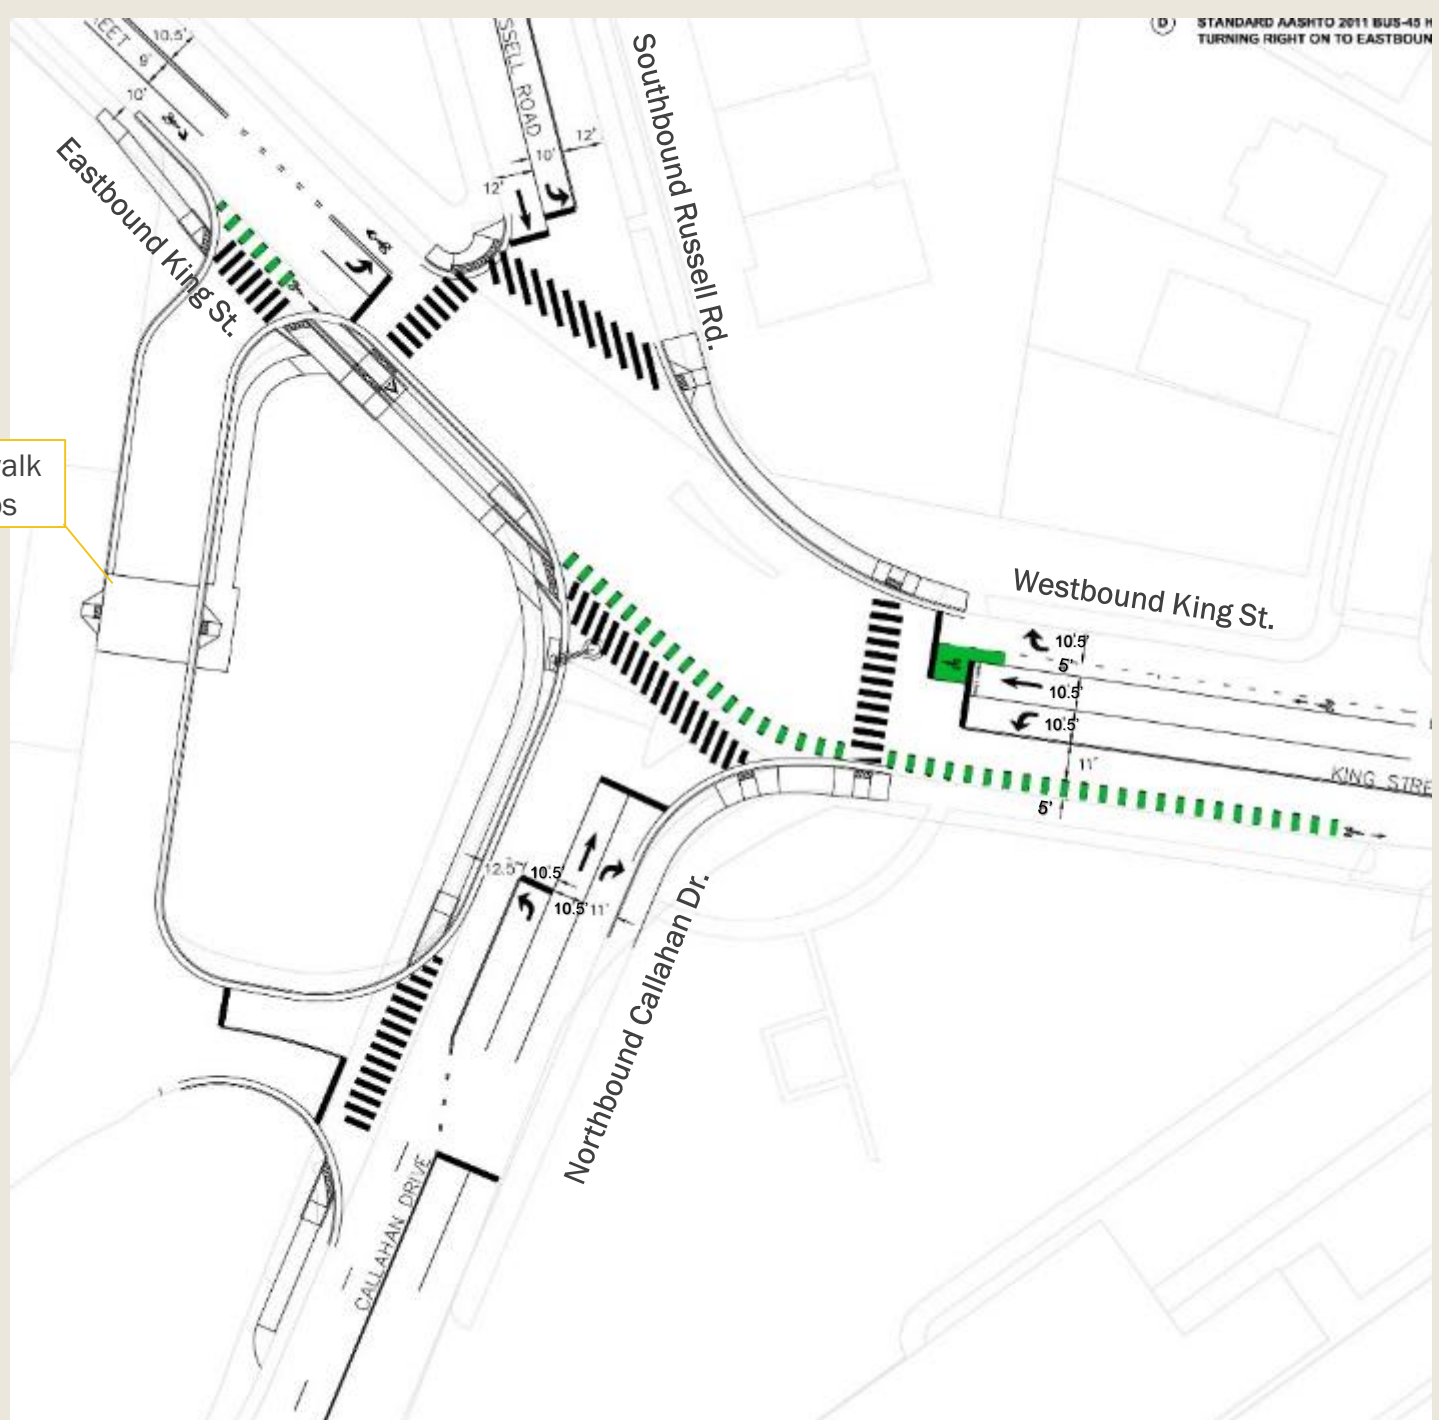 STANDARD AASHTO 2011 BUS-45
TURNING RIGHT ON TO EASTBOUN
10.5'
9'
10'
Eastbound King St.
SSELL ROAD
12'
10'
12'
Southbound Russell Rd.
alk
os
Westbound King St.
10.5'
5'
10.5'
10.5'
11'
KING STRE
5'
12.5'
10.5'
10.5'
11'
Northbound Callahan Dr.
CALLAHAN DRIVE